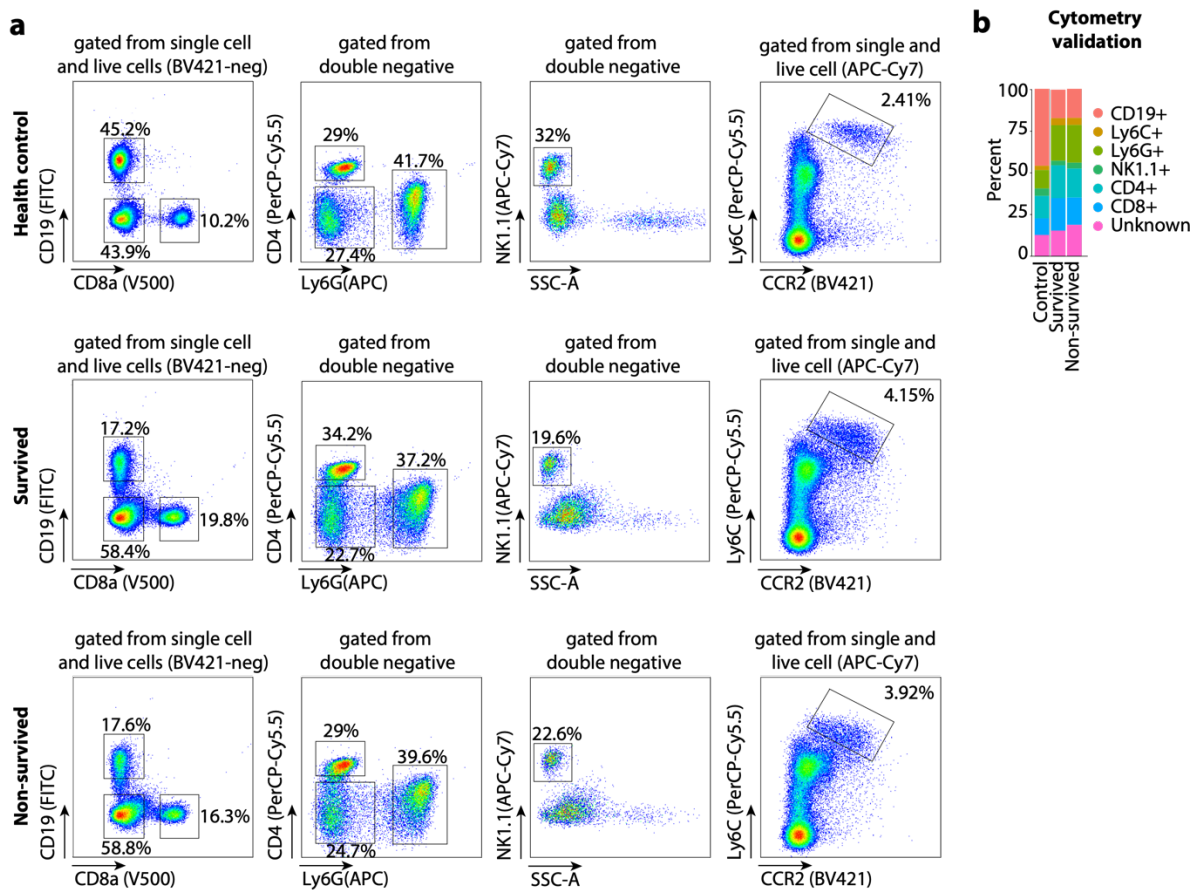 a
gated from single cell
and live cells (BV421-neg)
gated from
double negative
gated from
double negative
gated from single and
live cell (APC-Cy7)
Health control
CD19 (FITC)
45.2%
10.2%
43.9%
CD8a (V500)
CD4 (PerCP-Cy5.5)
29%
41.7%
27.4%
Ly6G(APC)
NK1.1(APC-Cy7)
32%
SSC-A
Ly6C (PerCP-Cy5.5)
2.41%
CCR2 (BV421)
b
Cytometry
validation
Percent
100
75
50
25
0
Control
Survived
Non-survived
CD19+
Ly6C+
Ly6G+
NK1.1+
CD4+
CD8+
Unknown
gated from single cell
and live cells (BV421-neg)
gated from
double negative
gated from
double negative
gated from single and
live cell (APC-Cy7)
Survived
CD19 (FITC)
17.2%
19.8%
58.4%
CD8a (V500)
CD4 (PerCP-Cy5.5)
34.2%
37.2%
22.7%
Ly6G(APC)
NK1.1(APC-Cy7)
19.6%
SSC-A
Ly6C (PerCP-Cy5.5)
4.15%
CCR2 (BV421)
gated from single cell
and live cells (BV421-neg)
gated from
double negative
gated from
double negative
gated from single and
live cell (APC-Cy7)
Non-survived
CD19 (FITC)
17.6%
16.3%
58.8%
CD8a (V500)
CD4 (PerCP-Cy5.5)
29%
39.6%
24.7%
Ly6G(APC)
NK1.1(APC-Cy7)
22.6%
SSC-A
Ly6C (PerCP-Cy5.5)
3.92%
CCR2 (BV421)